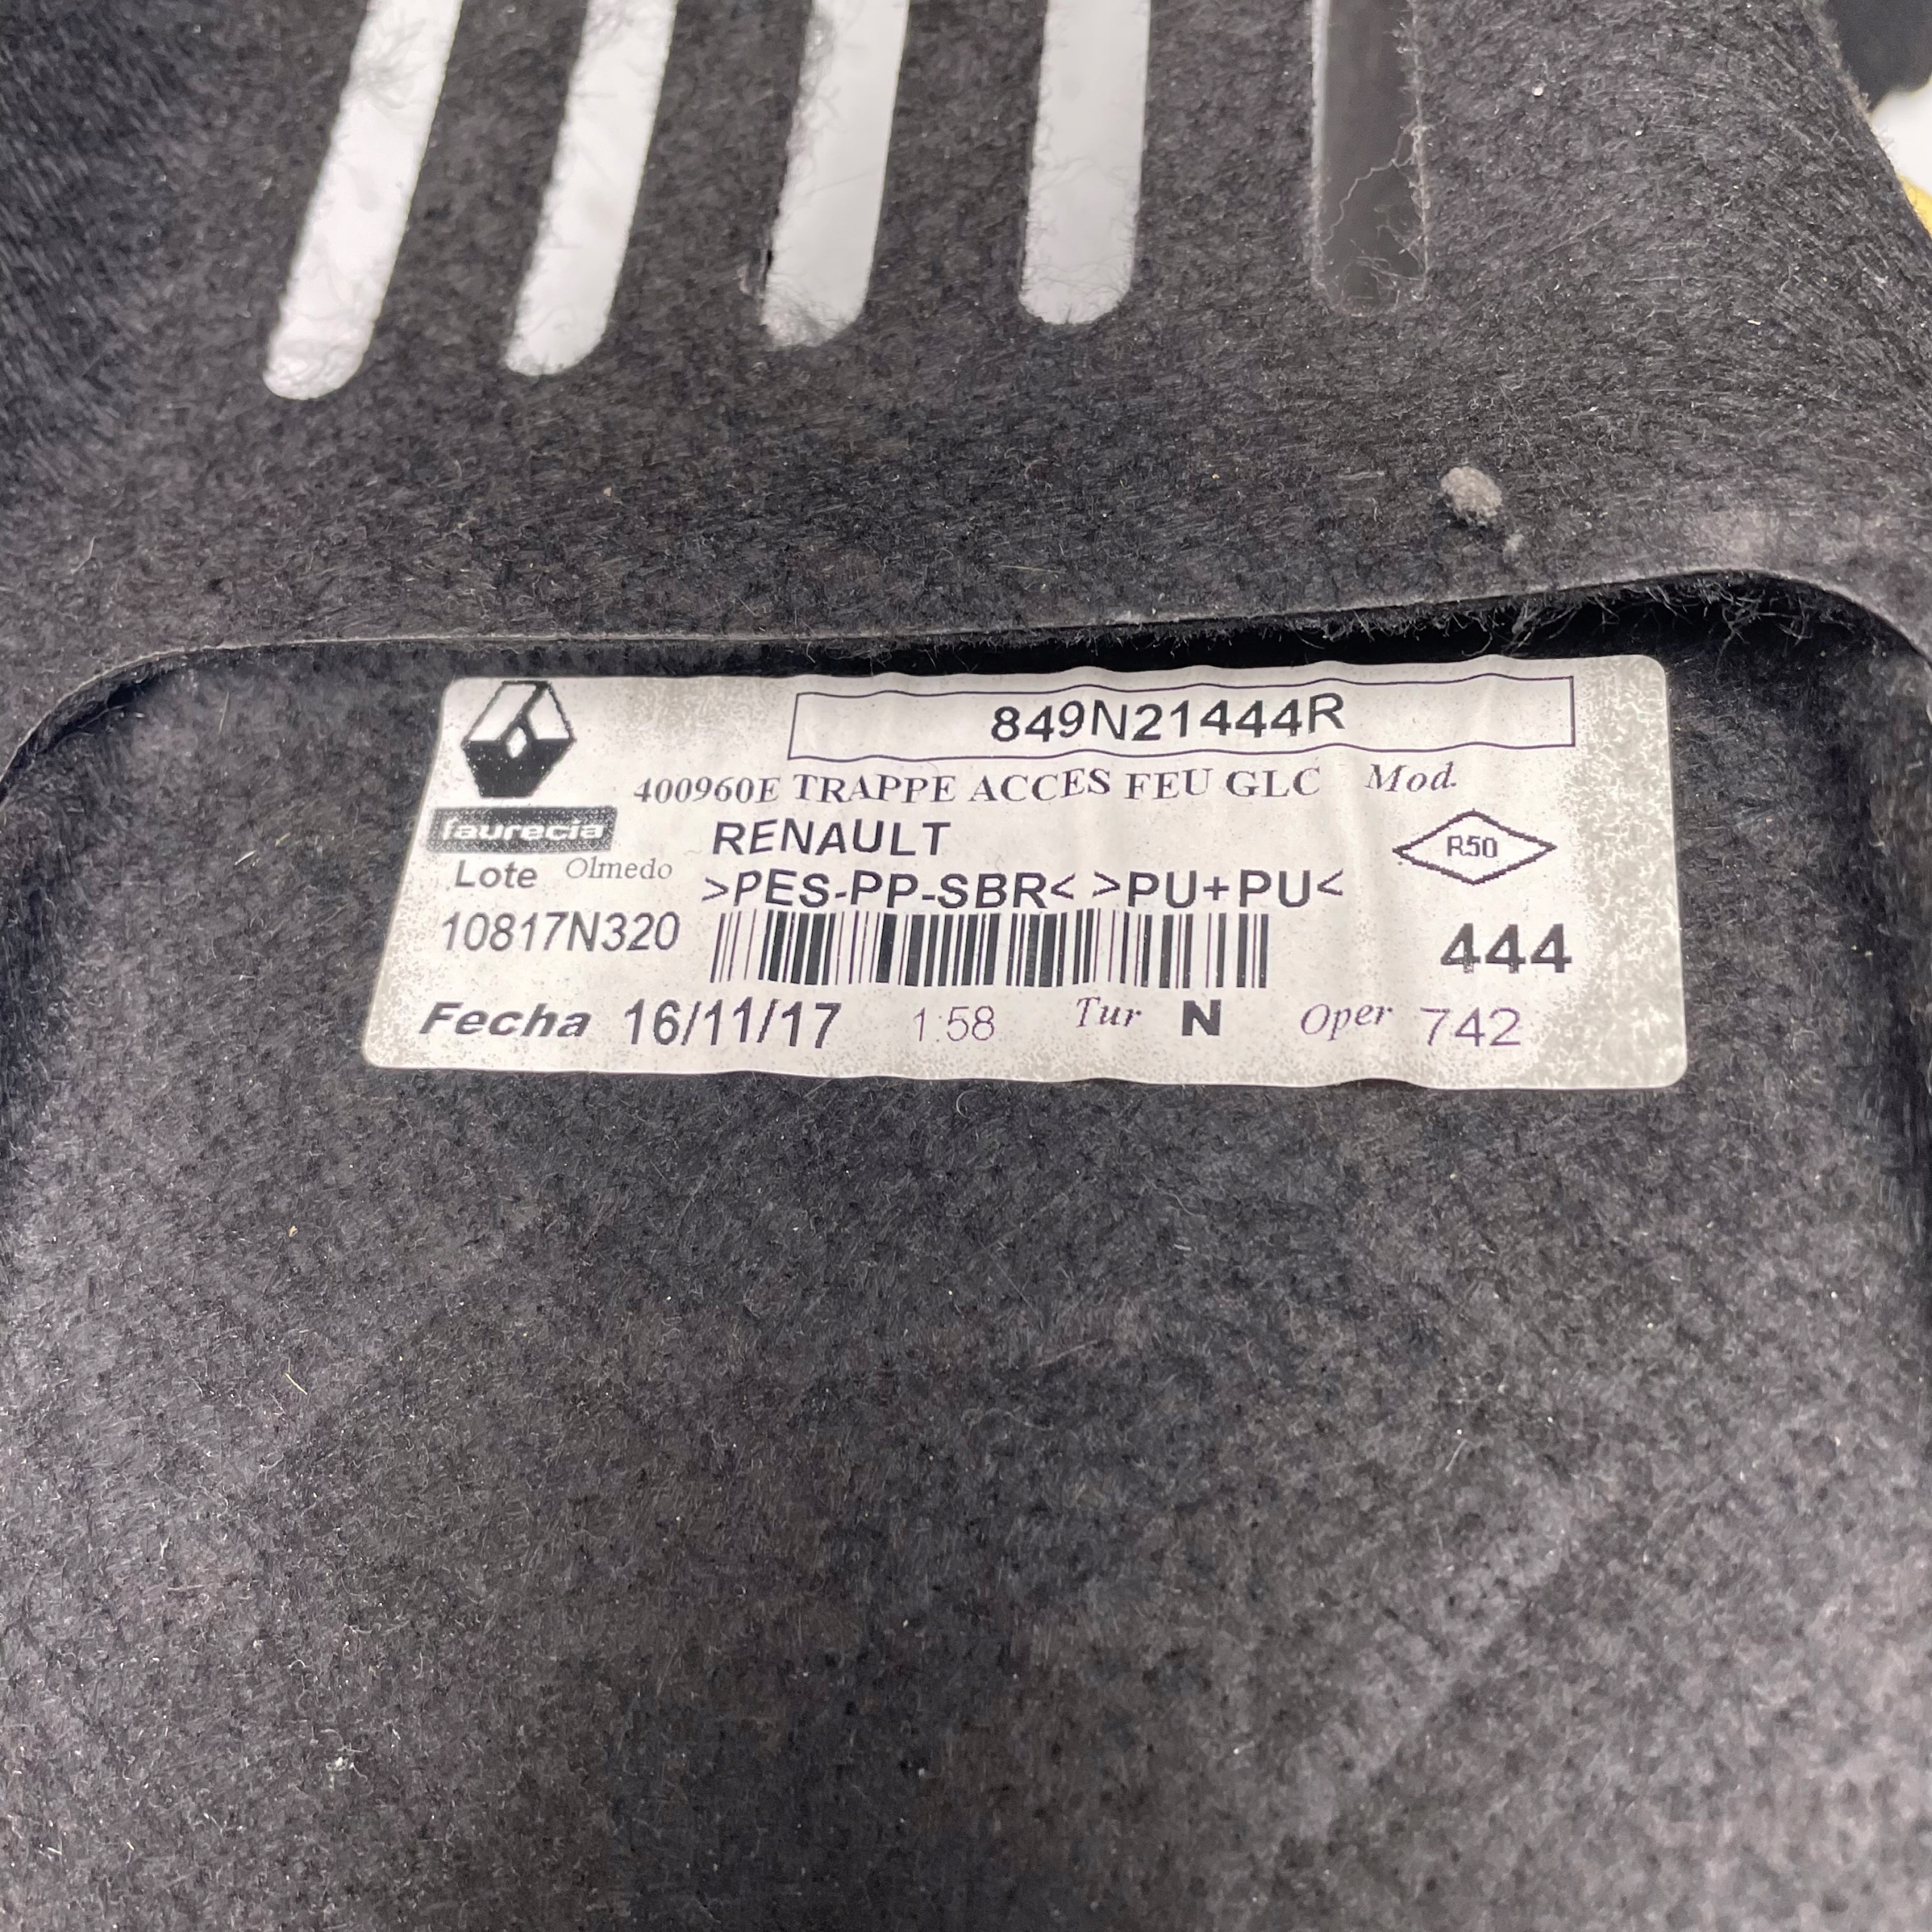 849N21444R
400960E TRAPPE ACCES FEU GLC Mod.
faurecia RENAULT R50
Lote Olmedo >PES-PP-SBR< >PU+PU<
10817N320 444
Fecha 16/11/17 1:58 Tur N Oper 742